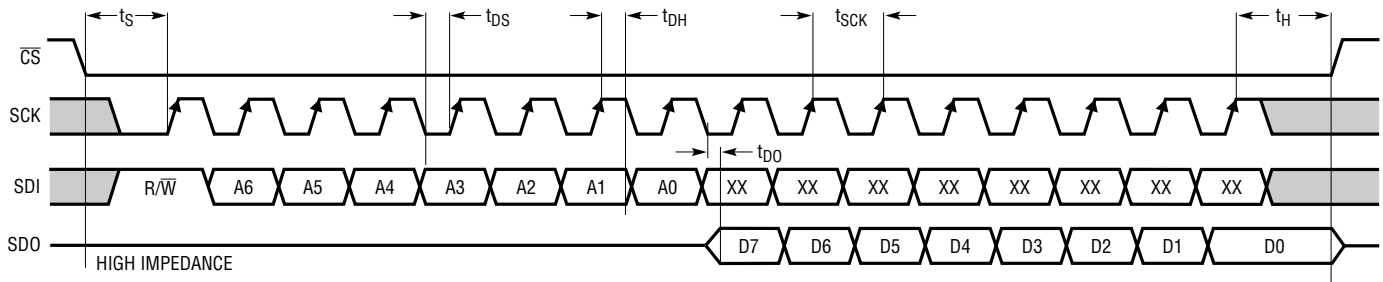 tS tDS tDH tSCK tH
CS
SCK
tDO
SDI R/W A6 A5 A4 A3 A2 A1 A0 XX XX XX XX XX XX XX XX
SDO D7 D6 D5 D4 D3 D2 D1 D0
HIGH IMPEDANCE